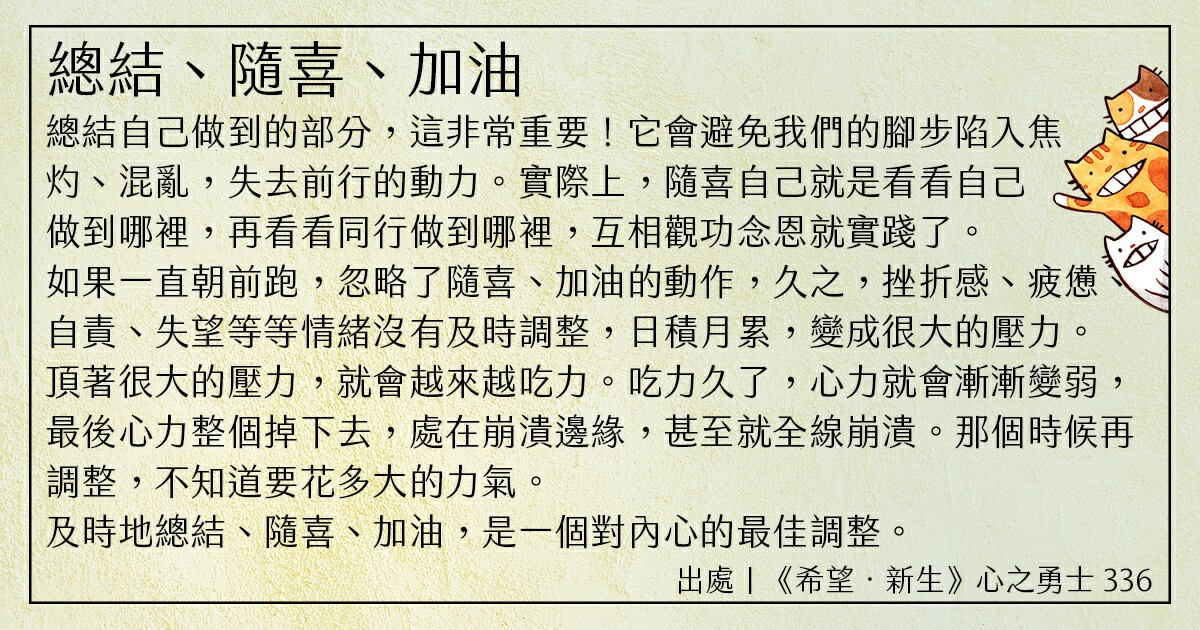 總結、隨喜、加油
總結自己做到的部分，這非常重要！它會避免我們的腳步陷入焦
灼、混亂，失去前行的動力。實際上，隨喜自己就是看看自己
做到哪裡，再看看同行做到哪裡，互相觀功念恩就實踐了。
如果一直朝前跑，忽略了隨喜、加油的動作，久之，挫折感、疲憊、
自責、失望等等情緒沒有及時調整，日積月累，變成很大的壓力。
頂著很大的壓力，就會越來越吃力。吃力久了，心力就會漸漸變弱，
最後心力整個掉下去，處在崩潰邊緣，甚至就全線崩潰。那個時候再
調整，不知道要花多大的力氣。
及時地總結、隨喜、加油，是一個對內心的最佳調整。
出處 | 《希望．新生》心之勇士 336